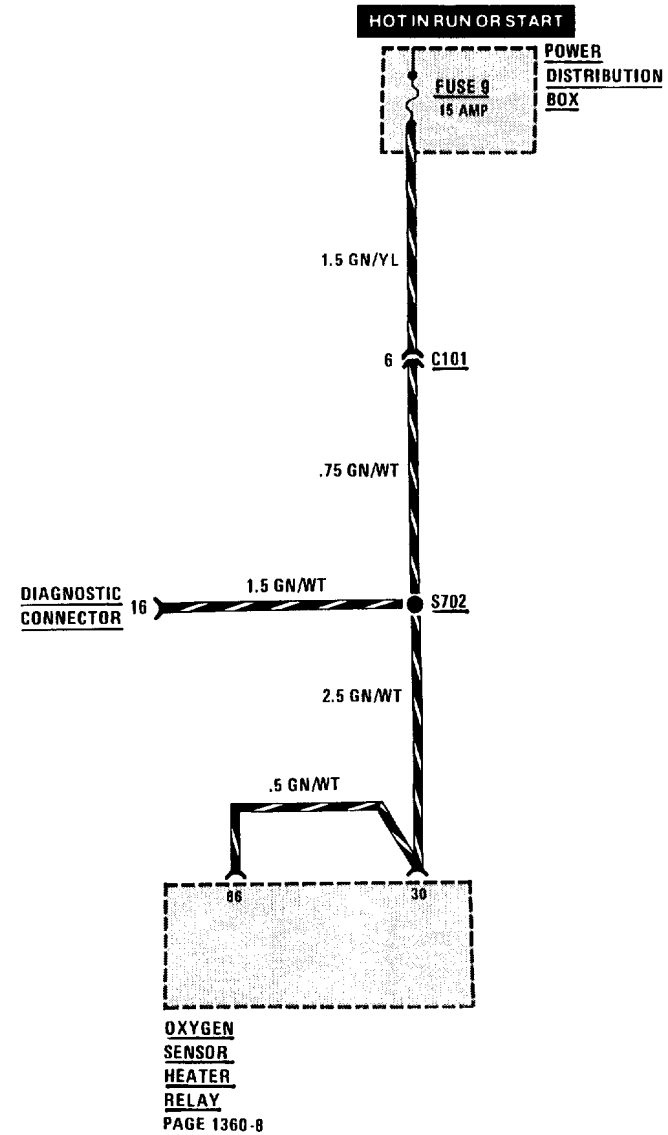 HOT IN RUN OR START
POWER
DISTRIBUTION
BOX
FUSE 9
15 AMP
1.5 GN/YL
6
C101
.75 GN/WT
DIAGNOSTIC
CONNECTOR
16
1.5 GN/WT
S702
2.5 GN/WT
.5 GN/WT
86
30
OXYGEN
SENSOR
HEATER
RELAY
PAGE 1360-8